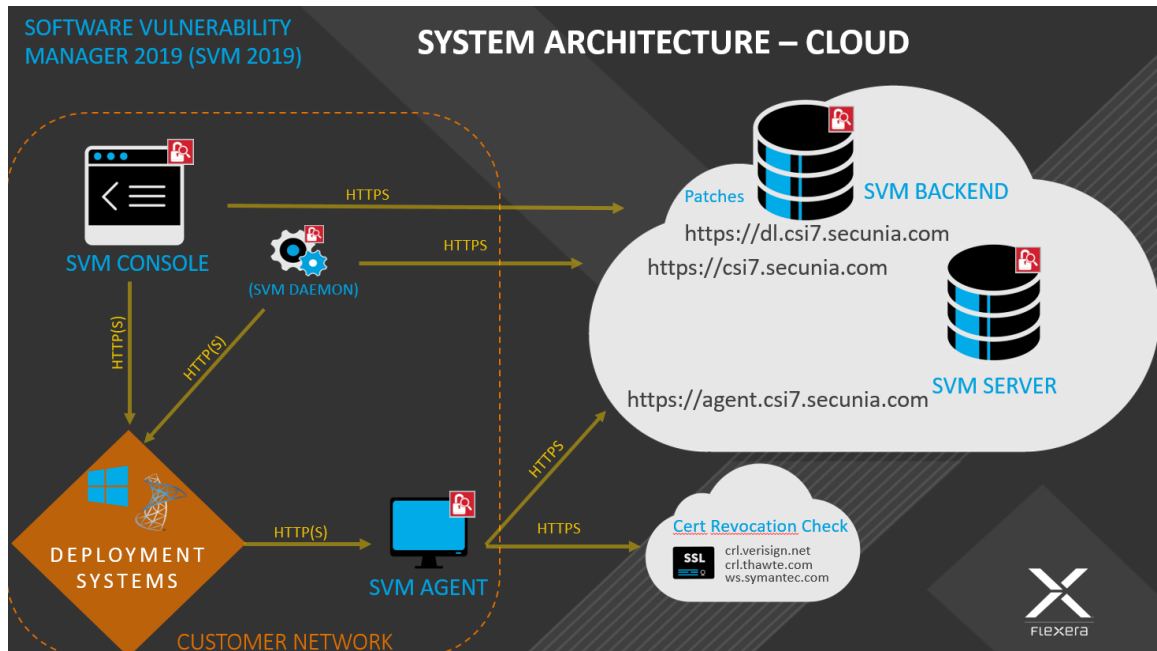 SOFTWARE VULNERABILITY
MANAGER 2019 (SVM 2019)
SYSTEM ARCHITECTURE – CLOUD
HTTPS
Patches
SVM BACKEND
https://dl.csi7.secunia.com
SVM CONSOLE
HTTPS
https://csi7.secunia.com
(SVM DAEMON)
HTTP(S)
HTTP(S)
SVM SERVER
https://agent.csi7.secunia.com
HTTPS
DEPLOYMENT
SYSTEMS
HTTP(S)
SVM AGENT
HTTPS
Cert Revocation Check
SSL
crl.verisign.net
crl.thawte.com
ws.symantec.com
CUSTOMER NETWORK
FLEXERA